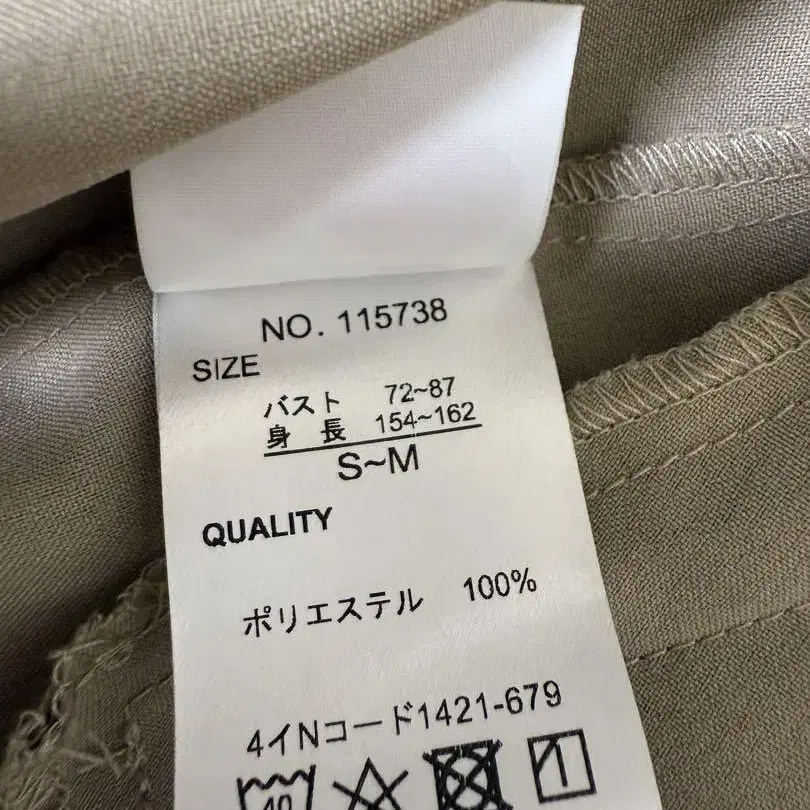 NO. 115738
SIZE
バスト 72~87
身 長 154~162
S~M
QUALITY
ポリエステル 100%
4イNコード1421-679
40